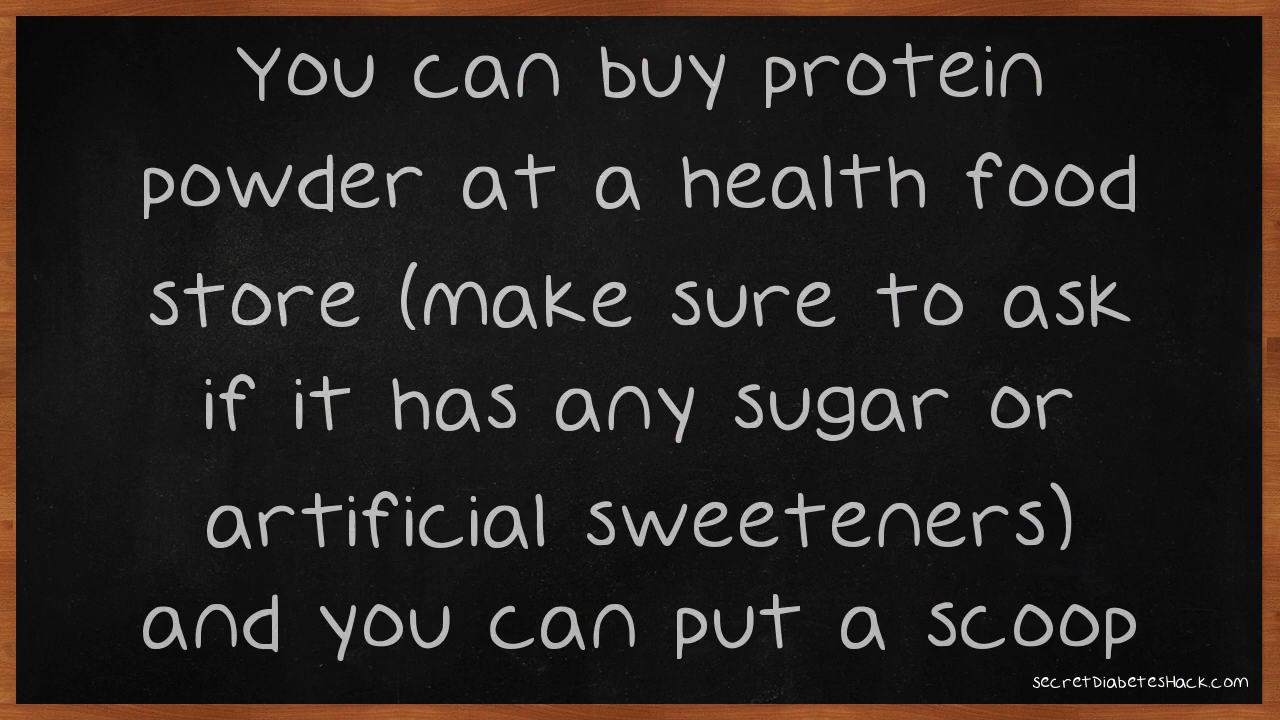 You can buy protein
powder at a health food
store (make sure to ask
if it has any sugar or
artificial sweeteners)
and you can put a scoop
secretDiabetesHack.com